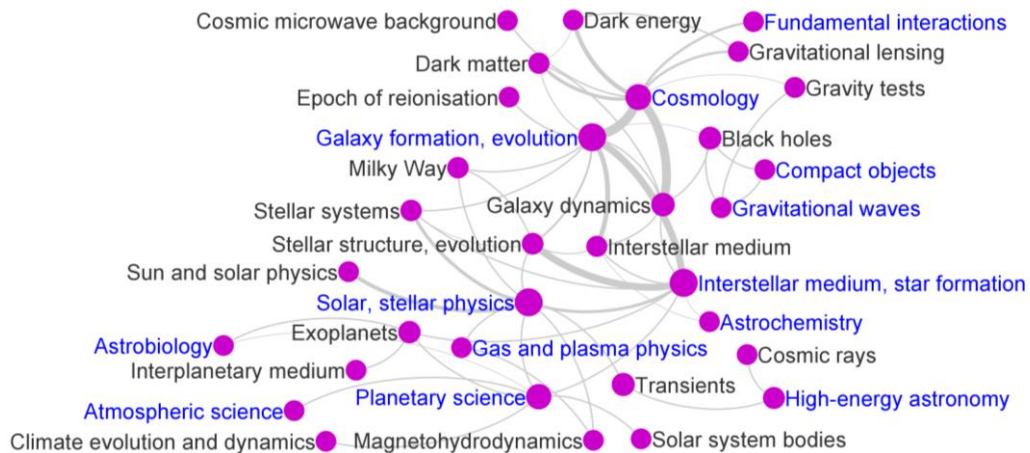 Cosmic microwave background
Dark energy
Fundamental interactions
Gravitational lensing
Dark matter
Gravity tests
Epoch of reionisation
Cosmology
Galaxy formation, evolution
Black holes
Milky Way
Compact objects
Stellar systems
Galaxy dynamics
Gravitational waves
Stellar structure, evolution
Interstellar medium
Sun and solar physics
Interstellar medium, star formation
Solar, stellar physics
Astrochemistry
Exoplanets
Astrobiology
Gas and plasma physics
Cosmic rays
Interplanetary medium
Transients
Planetary science
High-energy astronomy
Atmospheric science
Climate evolution and dynamics
Magnetohydrodynamics
Solar system bodies